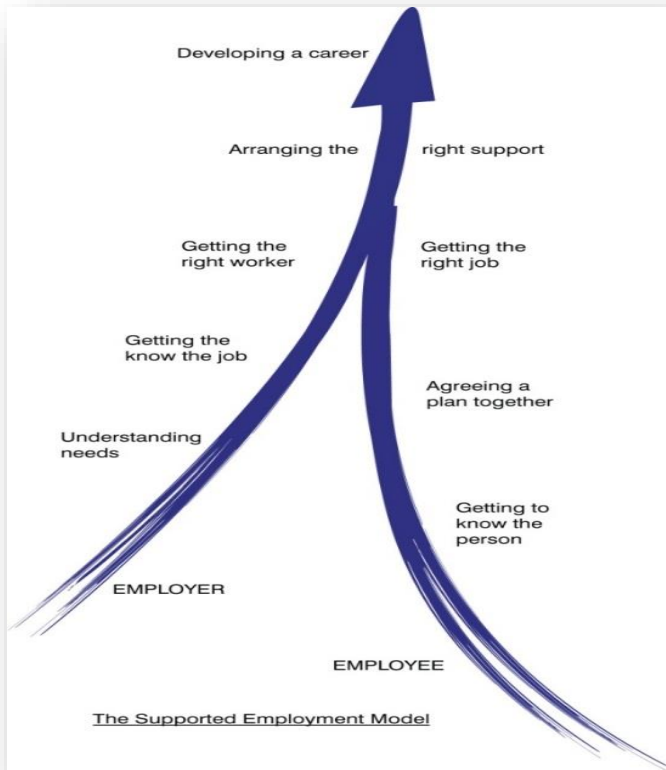 Developing a career
Arranging the right support
Getting the
right worker
Getting the
right job
Getting the
know the job
Agreeing a
plan together
Understanding
needs
Getting to
know the
person
EMPLOYER
EMPLOYEE
The Supported Employment Model